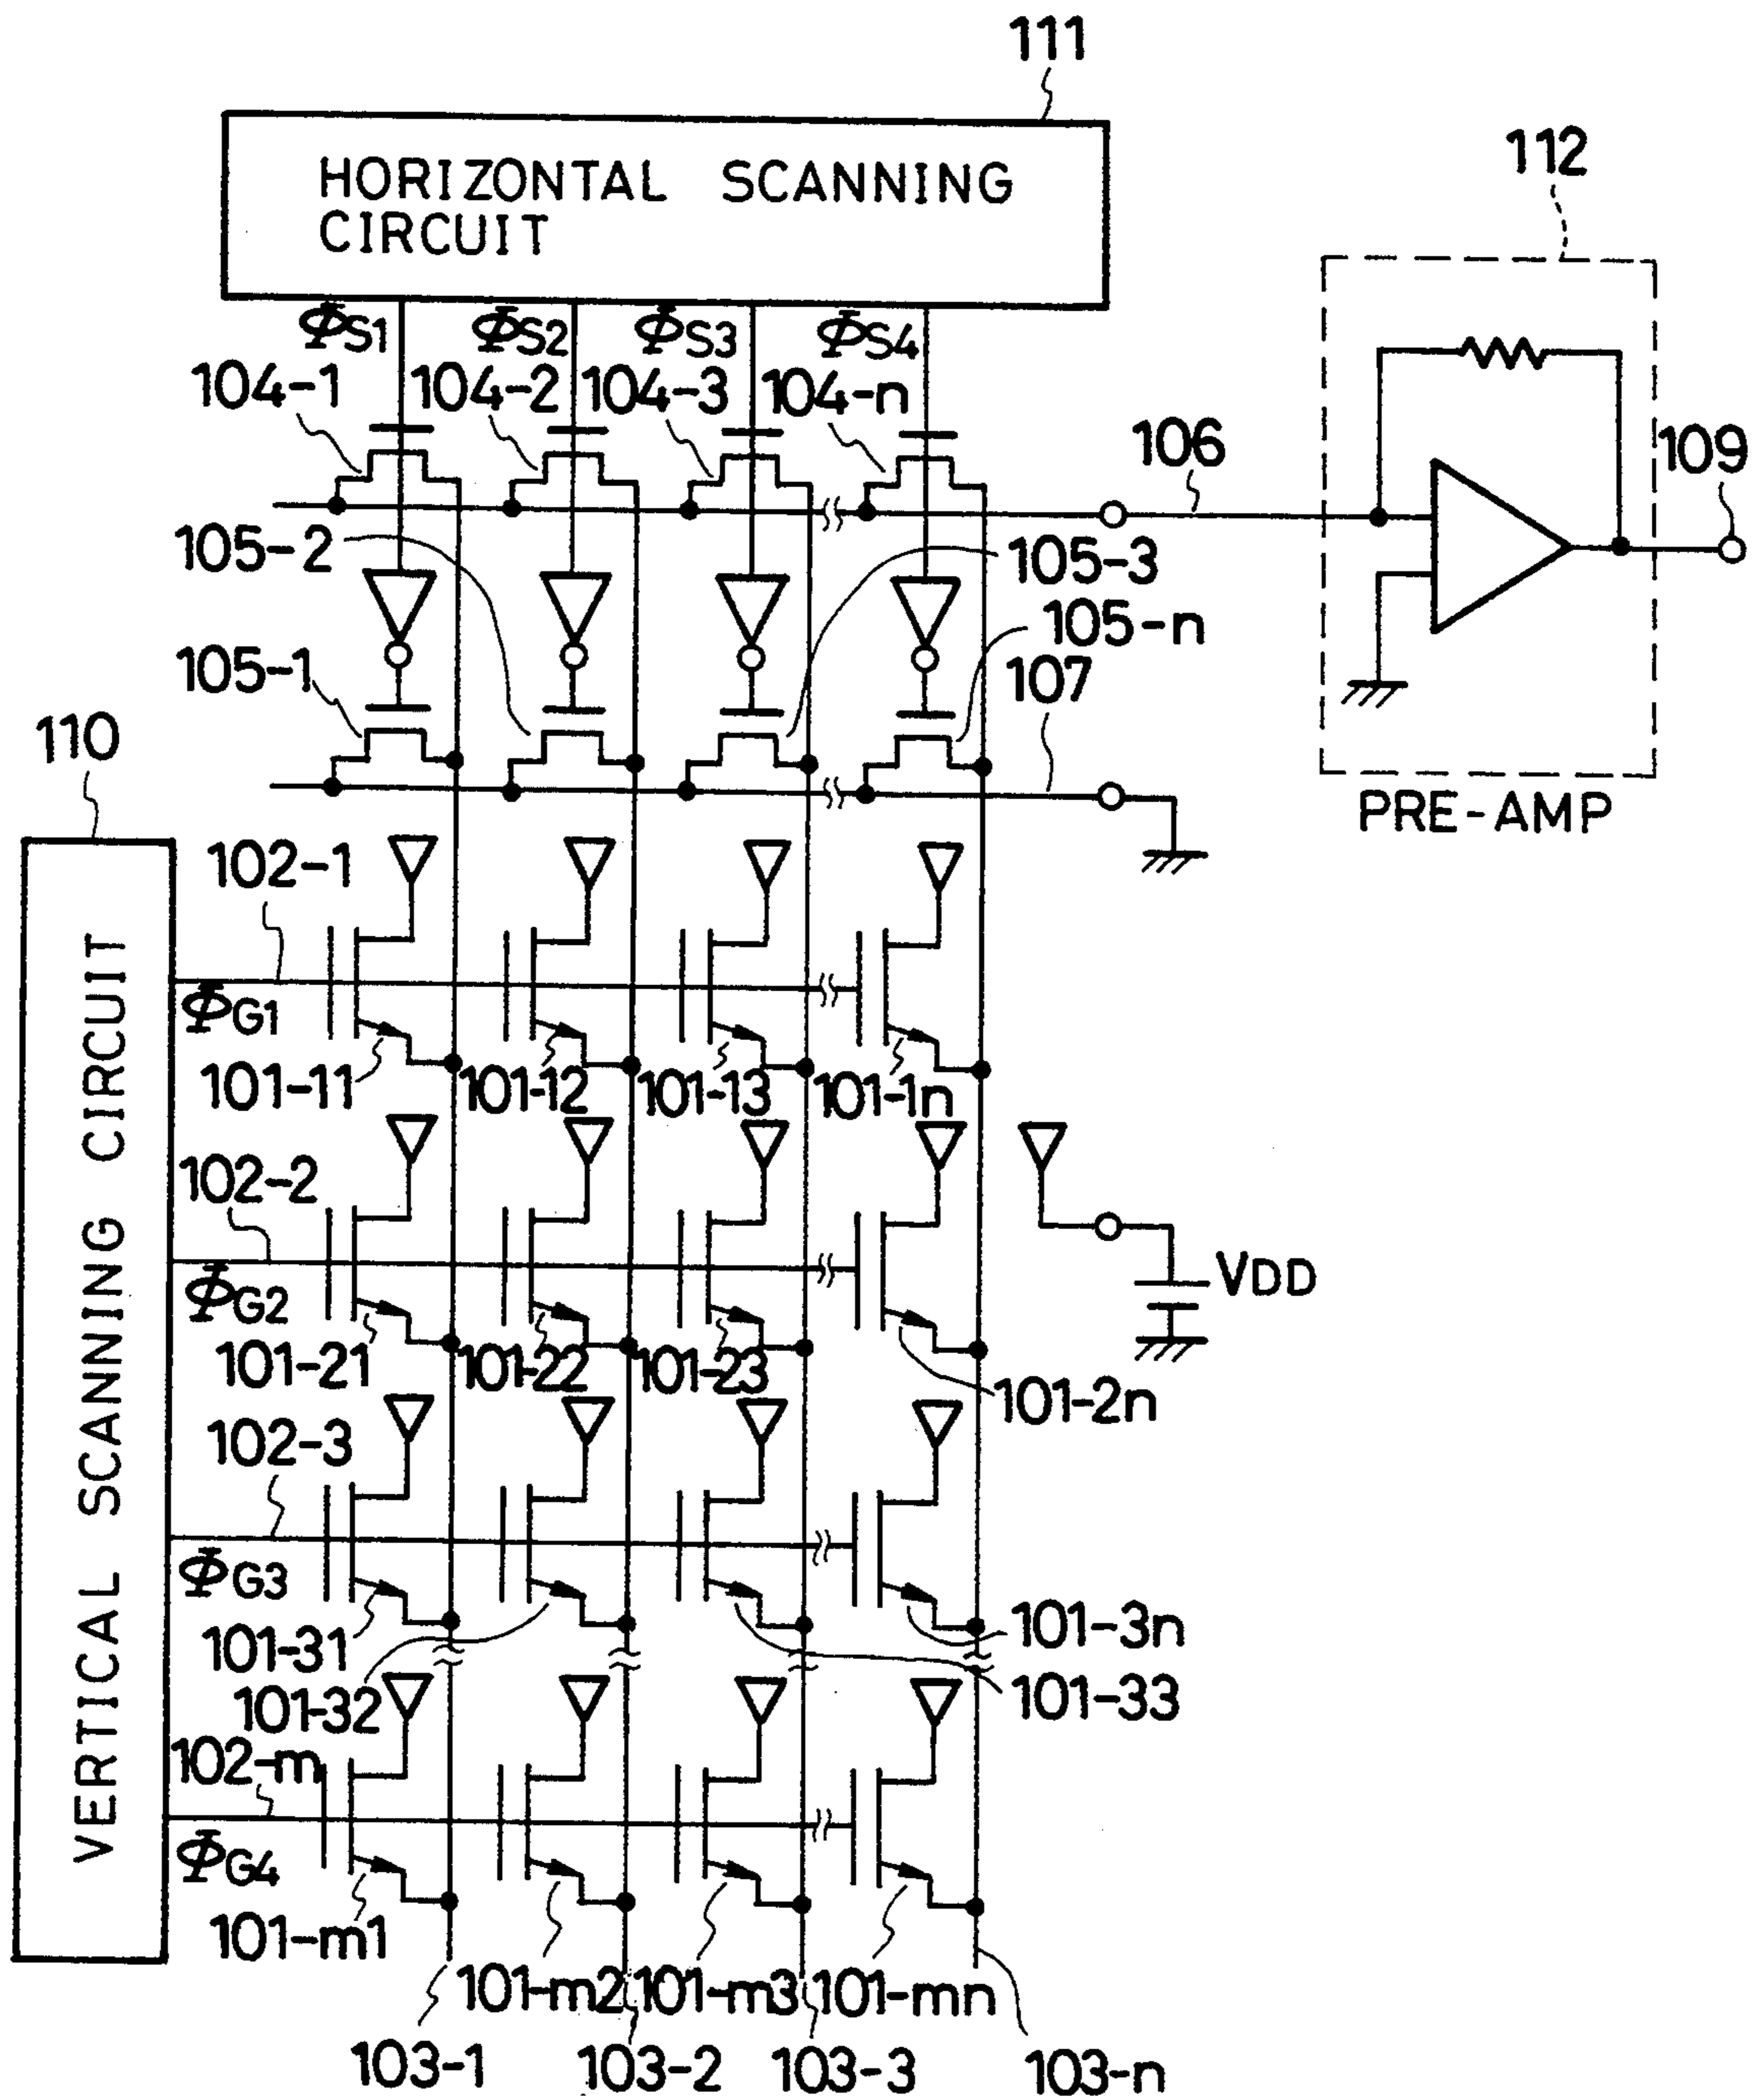 111
HORIZONTAL SCANNING
CIRCUIT
112
ΦS1 ΦS2 ΦS3 ΦS4
104-1 104-2 104-3 104-n
106
109
105-2
105-3
105-n
105-1
107
110
PRE-AMP
102-1
VERTICAL SCANNING CIRCUIT
ΦG1
101-11 101-12 101-13 101-1n
102-2
ΦG2
VDD
101-21 101-22 101-23
101-2n
102-3
ΦG3
101-31
101-3n
101-32
101-33
102-m
ΦG4
101-m1
101-m2 101-m3 101-mn
103-1 103-2 103-3 103-n